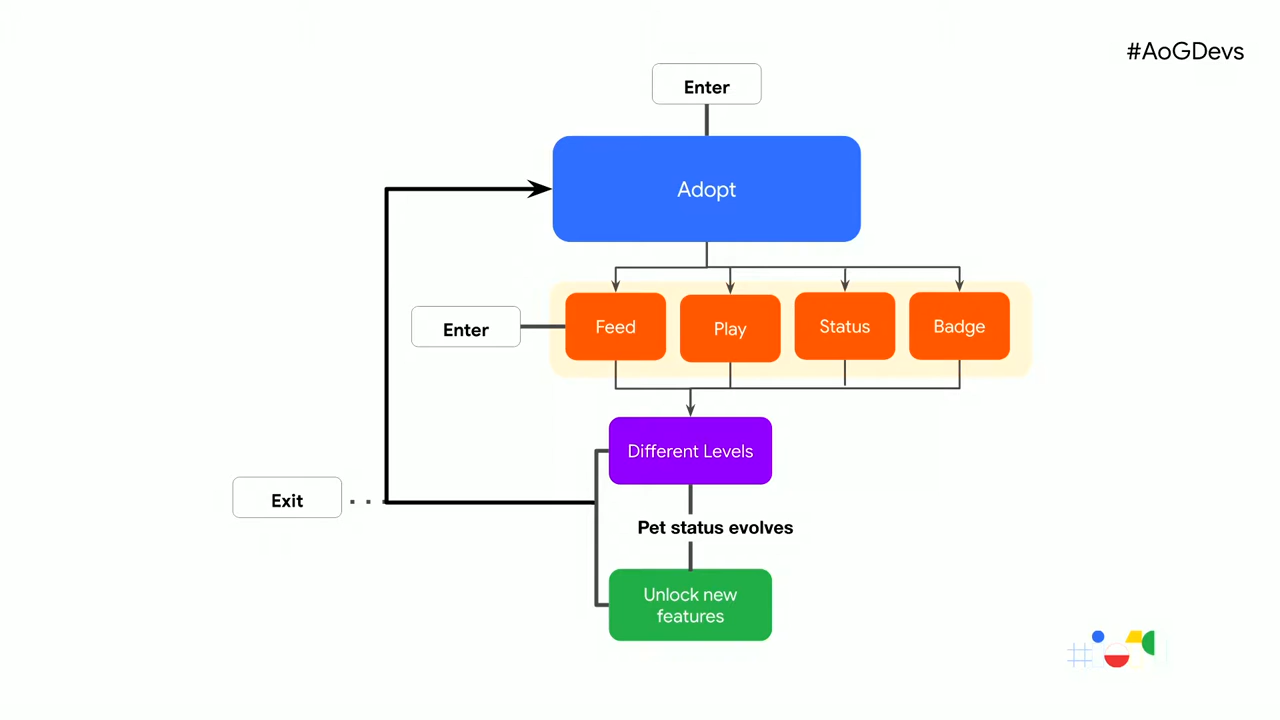 #AoGDevs
Enter
Adopt
Enter
Feed
Play
Status
Badge
Different Levels
Exit
Pet status evolves
Unlock new
features